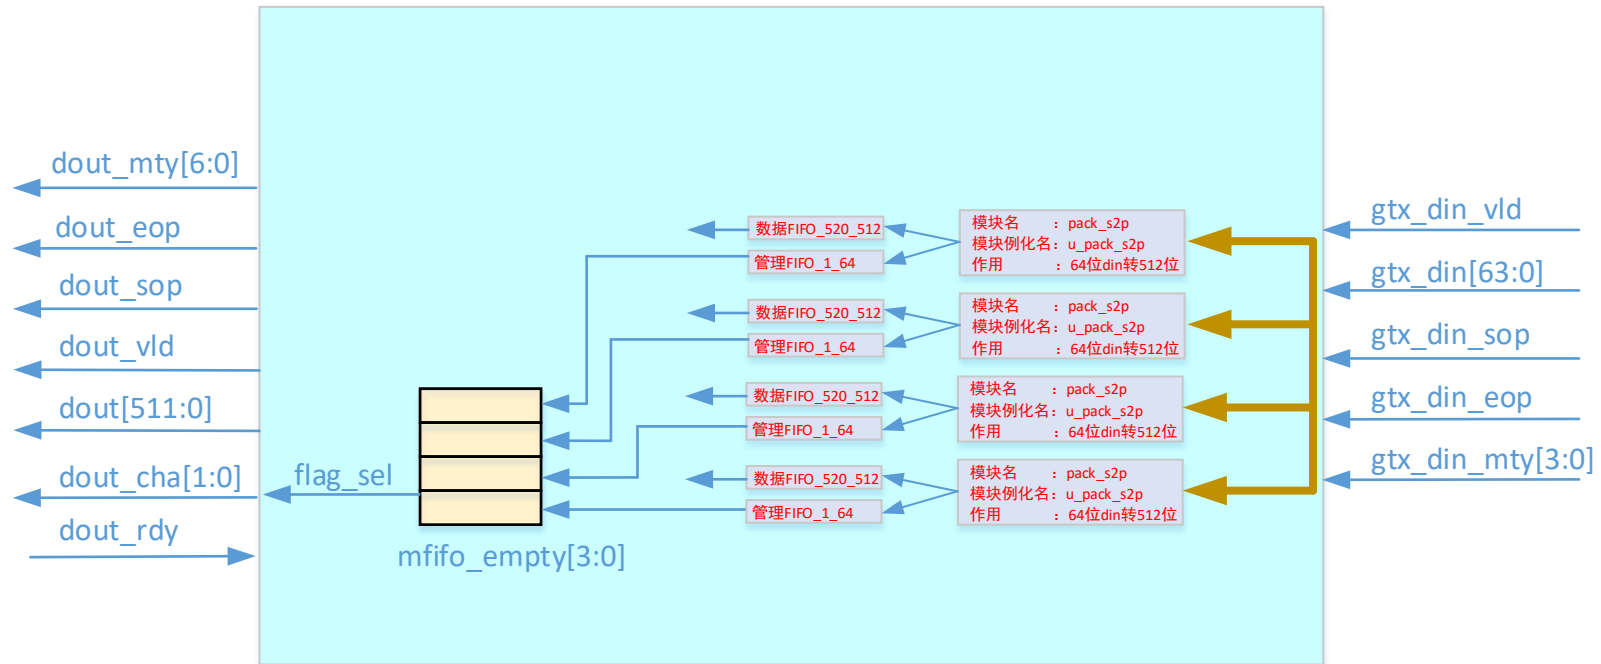 dout_mty[6:0]
dout_eop
dout_sop
dout_vld
dout[511:0]
dout_cha[1:0]
dout_rdy
flag_sel
mfifo_empty[3:0]
数据FIFO_520_512
管理FIFO_1_64
数据FIFO_520_512
管理FIFO_1_64
数据FIFO_520_512
管理FIFO_1_64
数据FIFO_520_512
管理FIFO_1_64
模块名 : pack_s2p
模块例化名: u_pack_s2p
作用 : 64位din转512位
模块名 : pack_s2p
模块例化名: u_pack_s2p
作用 : 64位din转512位
模块名 : pack_s2p
模块例化名: u_pack_s2p
作用 : 64位din转512位
模块名 : pack_s2p
模块例化名: u_pack_s2p
作用 : 64位din转512位
gtx_din_vld
gtx_din[63:0]
gtx_din_sop
gtx_din_eop
gtx_din_mty[3:0]